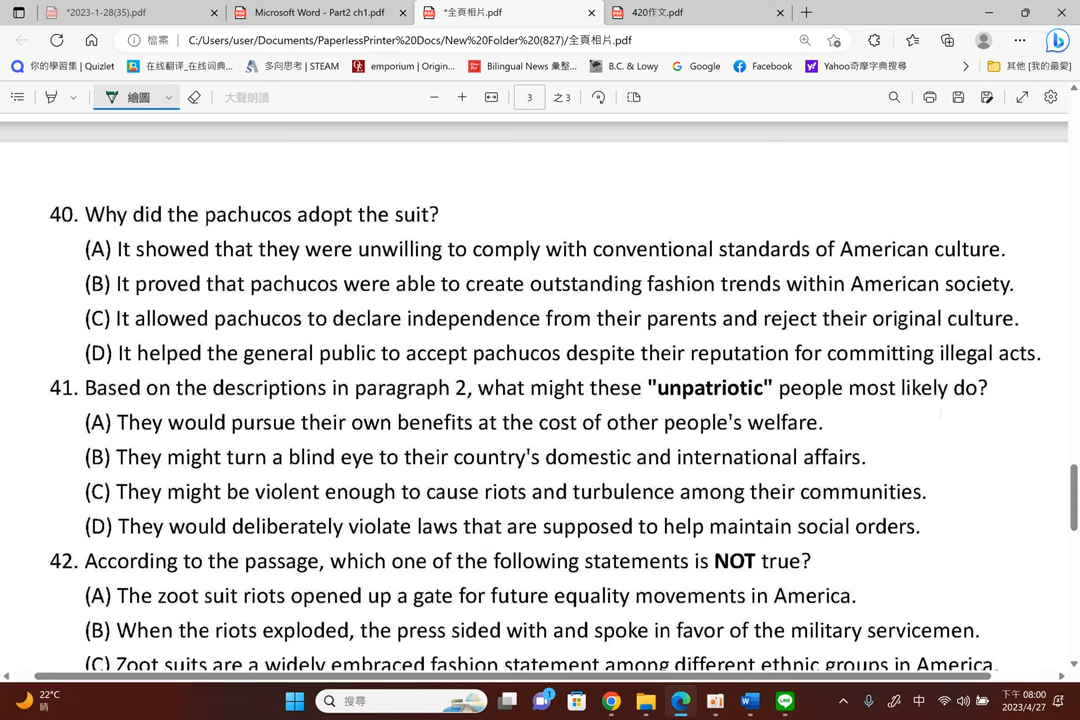 *2023-1-28(35).pdf
Microsoft Word - Part2 ch1.pdf
*全頁相片.pdf
420作文.pdf
檔案
C:/Users/user/Documents/PaperlessPrinter%20Docs/New%20Folder%20(827)/全頁相片.pdf
你的學習集 | Quizlet
在线翻译_在线词典...
多向思考 | STEAM
emporium | Origin...
Bilingual News 彙整...
B.C. & Lowy
Google
Facebook
Yahoo奇摩字典搜尋
其他 [我的最愛]
繪圖
大聲朗讀
3
之 3
40. Why did the pachucos adopt the suit?
(A) It showed that they were unwilling to comply with conventional standards of American culture.
(B) It proved that pachucos were able to create outstanding fashion trends within American society.
(C) It allowed pachucos to declare independence from their parents and reject their original culture.
(D) It helped the general public to accept pachucos despite their reputation for committing illegal acts.
41. Based on the descriptions in paragraph 2, what might these "unpatriotic" people most likely do?
(A) They would pursue their own benefits at the cost of other people's welfare.
(B) They might turn a blind eye to their country's domestic and international affairs.
(C) They might be violent enough to cause riots and turbulence among their communities.
(D) They would deliberately violate laws that are supposed to help maintain social orders.
42. According to the passage, which one of the following statements is NOT true?
(A) The zoot suit riots opened up a gate for future equality movements in America.
(B) When the riots exploded, the press sided with and spoke in favor of the military servicemen.
(C) Zoot suits are a widely embraced fashion statement among different ethnic groups in America.
22°C
晴
搜尋
1
中
下午 08:00
2023/4/27